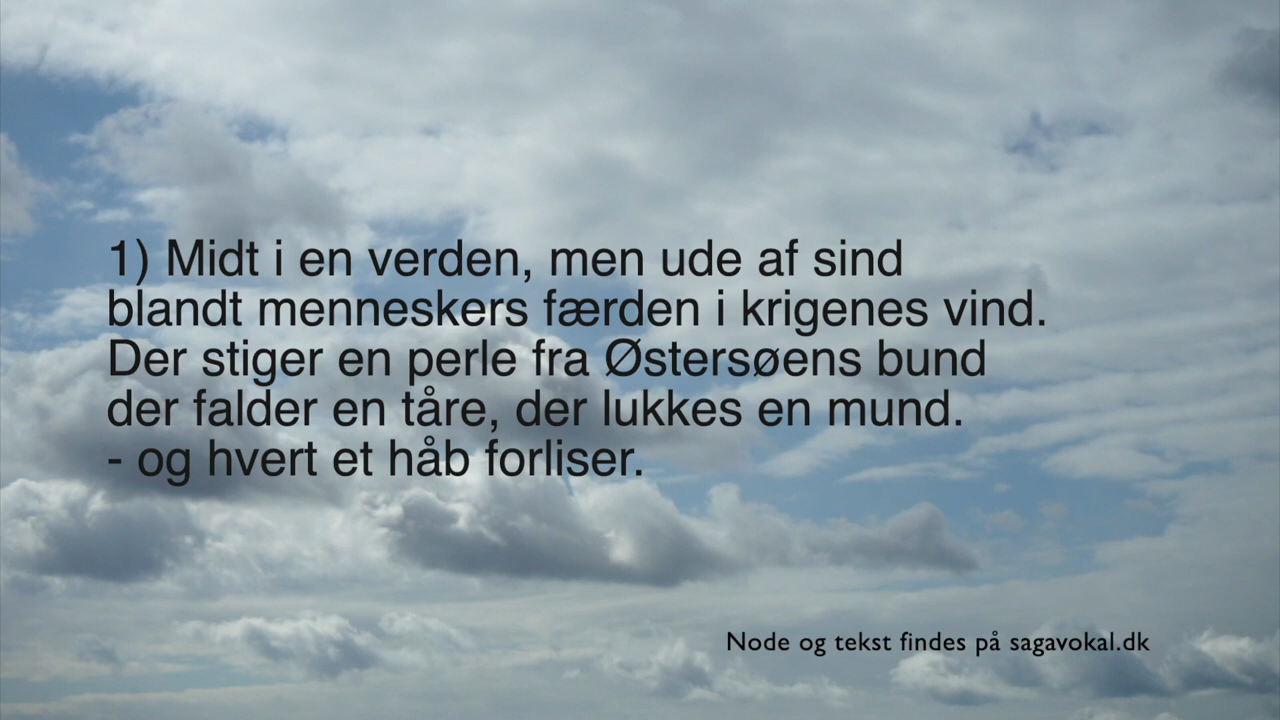 1) Midt i en verden, men ude af sind
blandt menneskers færden i krigenes vind.
Der stiger en perle fra Østersøens bund
der falder en tåre, der lukkes en mund.
- og hvert et håb forliser.
Node og tekst findes på sagavokal.dk